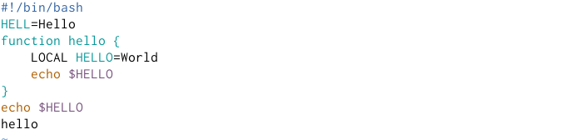 #!/bin/bash
HELL=Hello
function hello {
    LOCAL HELLO=World
    echo $HELLO
}
echo $HELLO
hello
~